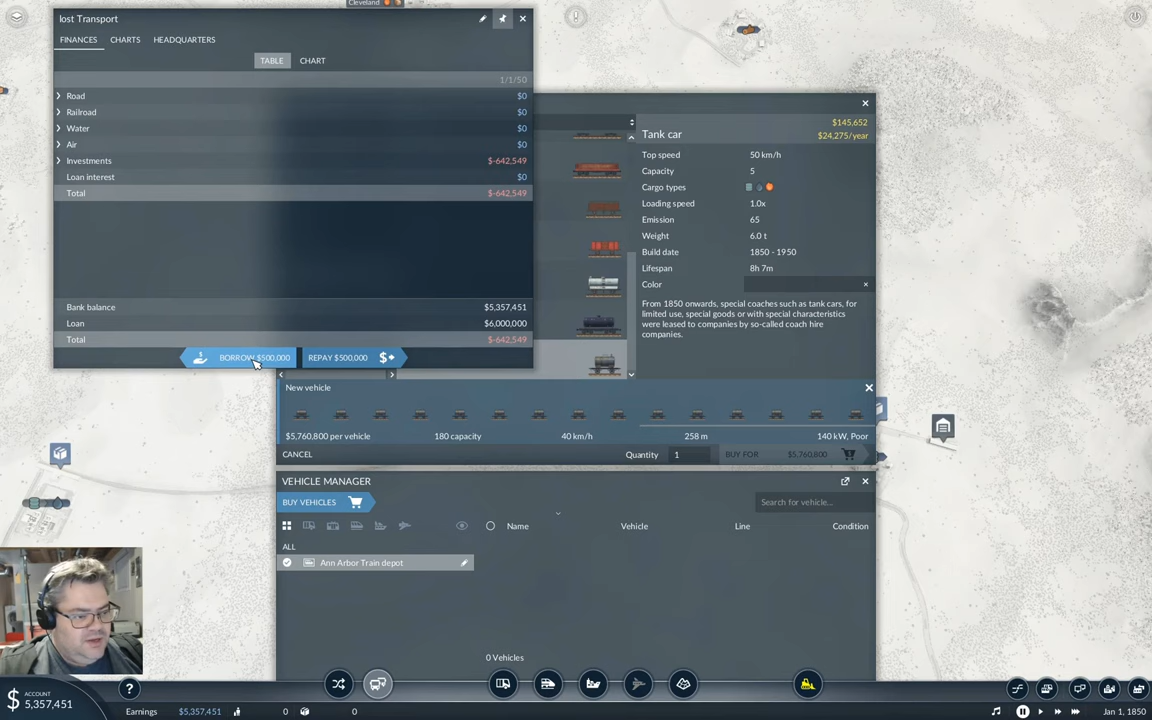 Cleveland
lost Transport
FINANCES CHARTS HEADQUARTERS
TABLE CHART
1/1/50
Road $0
Railroad $0
Water $0
Air $0
Investments $-642,549
Loan interest $0
Total $-642,549
Bank balance $5,357,451
Loan $6,000,000
Total $-642,549
BORROW $500,000 REPAY $500,000
$145,652
Tank car $24,275/year
Top speed 50 km/h
Capacity 5
Cargo types
Loading speed 1.0x
Emission 65
Weight 6.0 t
Build date 1850 - 1950
Lifespan 8h 7m
Color
From 1850 onwards, special coaches such as tank cars, for
limited use, special goods or with special characteristics
were leased to companies by so-called coach hire
companies.
New vehicle
$5,760,800 per vehicle 180 capacity 40 km/h 258 m 140 kW, Poor
CANCEL Quantity 1 BUY FOR $5,760,800
VEHICLE MANAGER
BUY VEHICLES Search for vehicle...
Name Vehicle Line Condition
ALL
Ann Arbor Train depot
0 Vehicles
$ ACCOUNT
5,357,451
?
Earnings $5,357,451 0 0 Jan 1, 1850